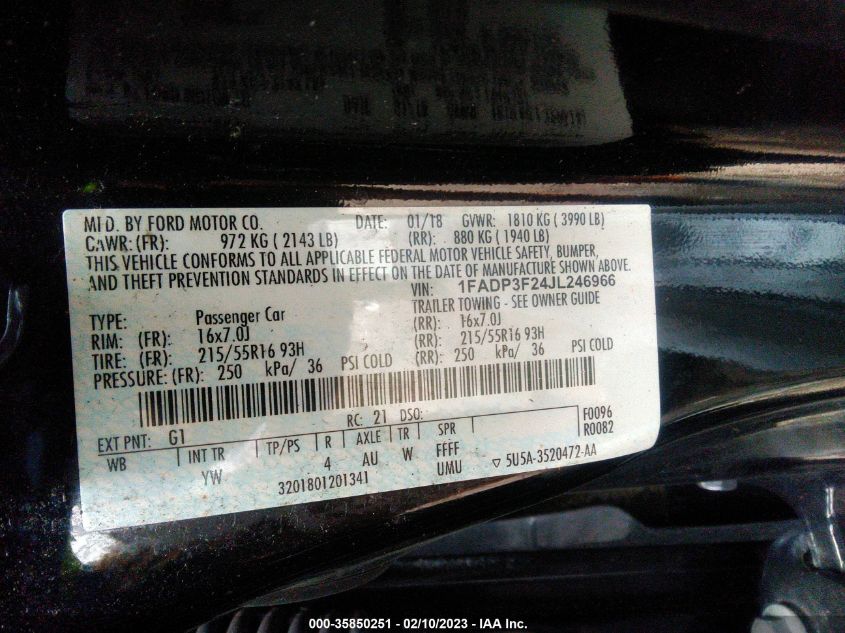 MFD. BY FORD MOTOR CO. DATE: 01/18 GVWR: 1810 KG ( 3990 LB)
GAWR: (FR): 972 KG ( 2143 LB) (RR): 880 KG ( 1940 LB)
THIS VEHICLE CONFORMS TO ALL APPLICABLE FEDERAL MOTOR VEHICLE SAFETY, BUMPER,
AND THEFT PREVENTION STANDARDS IN EFFECT ON THE DATE OF MANUFACTURE SHOWN ABOVE.
VIN: 1FADP3F24JL246966
TRAILER TOWING - SEE OWNER GUIDE
TYPE: Passenger Car
RIM: (FR): 16x7.0J (RR): 16x7.0J
TIRE: (FR): 215/55R16 93H (RR): 215/55R16 93H
PRESSURE: (FR): 250 kPa/ 36 PSI COLD (RR): 250 kPa/ 36 PSI COLD
RC: 21 DSO: F0096
EXT PNT: G1 R0082
WB INT TR TP/PS R AXLE TR SPR
YW 4 AU W FFFF
UMU ▽ 5U5A-3520472-AA
3201801201341
000-35850251 - 02/10/2023 - IAA Inc.